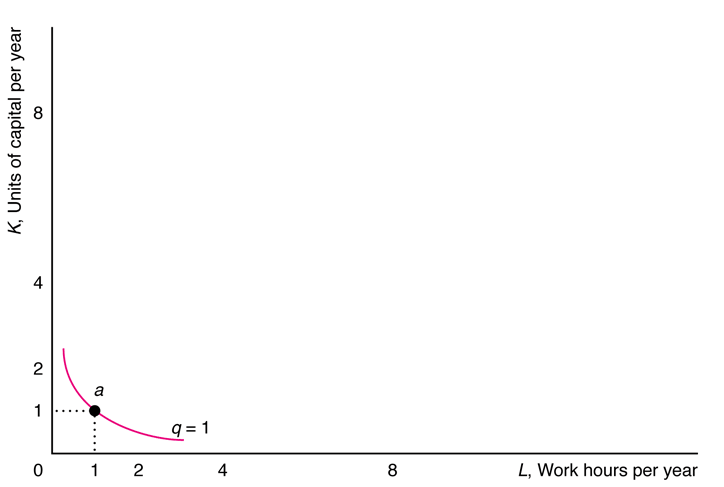 K, Units of capital per year
8
4
2
1
a
q = 1
0
1
2
4
8
L, Work hours per year